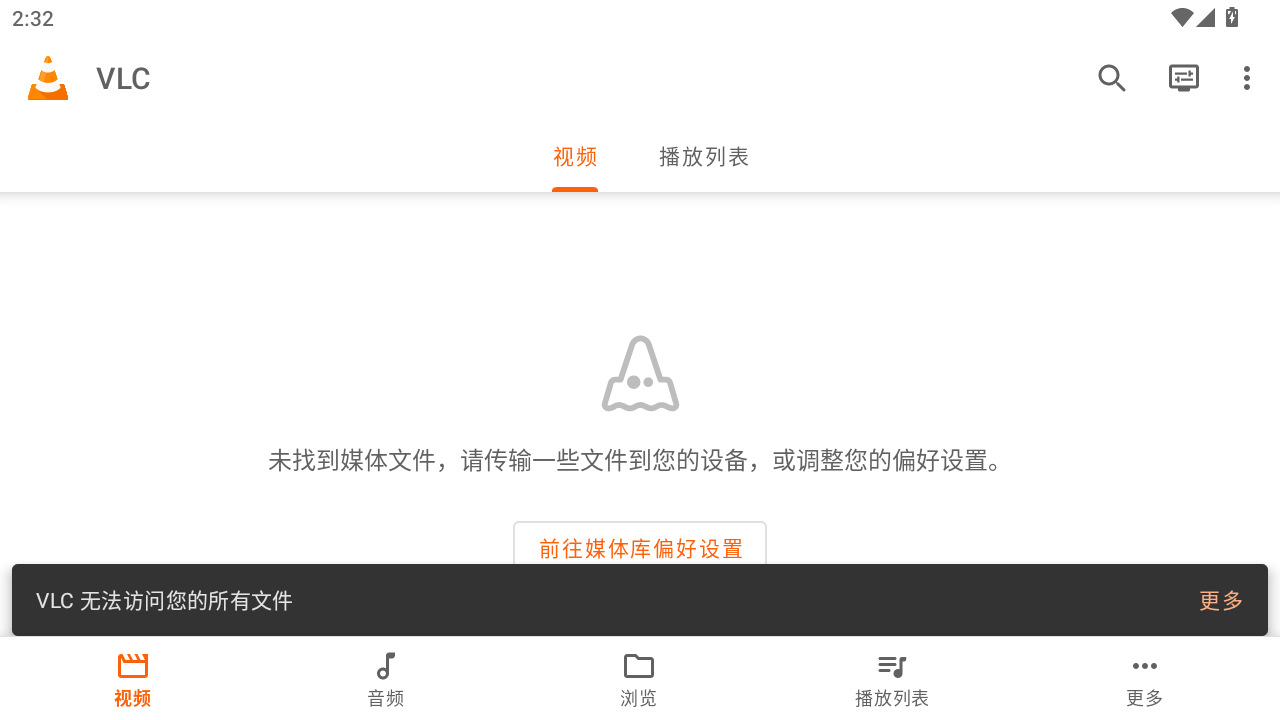 2:32
VLC
视频
播放列表
未找到媒体文件，请传输一些文件到您的设备，或调整您的偏好设置。
前往媒体库偏好设置
VLC 无法访问您的所有文件
更多
视频
音频
浏览
播放列表
更多